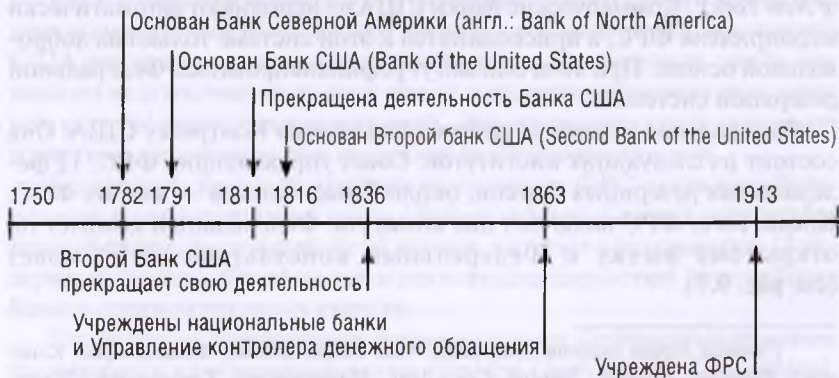 Основан Банк Северной Америки (англ.: Bank of North America)
Основан Банк США (Bank of the United States)
Прекращена деятельность Банка США
Основан Второй банк США (Second Bank of the United States)
1750 1782 1791 1811 1816 1836 1863 1913
Второй Банк США
прекращает свою деятельность
Учреждены национальные банки
и Управление контролера денежного обращения
Учреждена ФРС